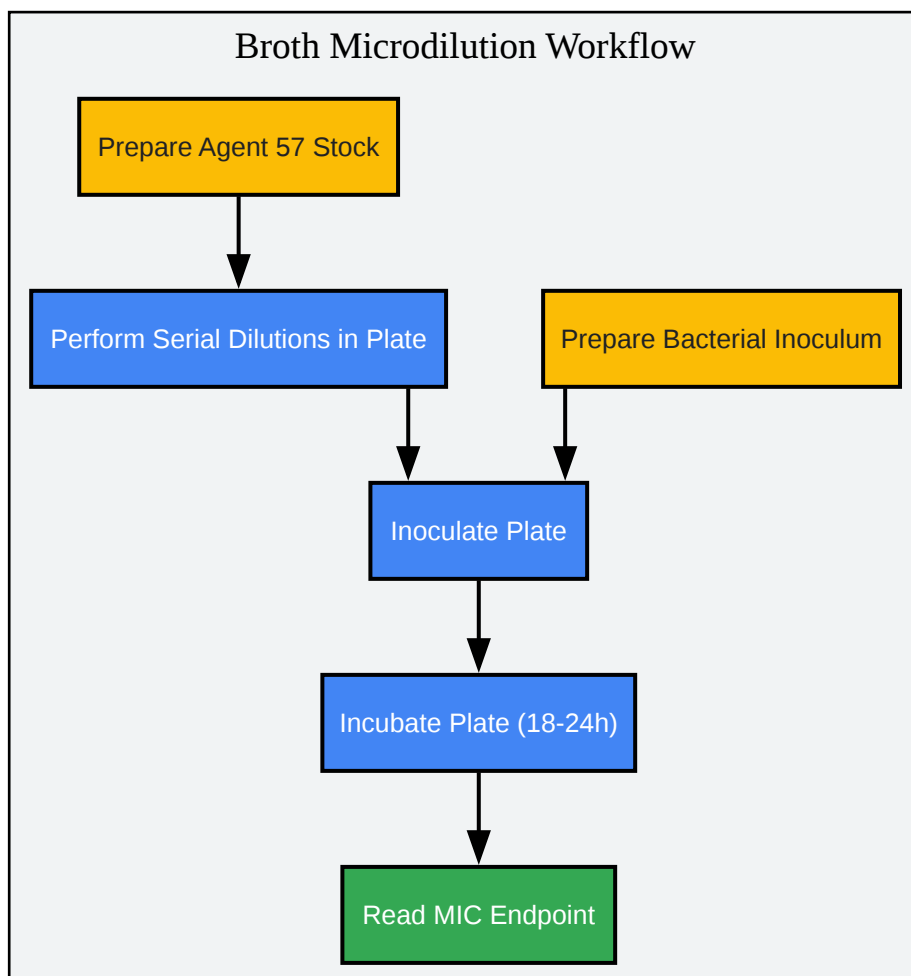 Broth Microdilution Workflow
Prepare Agent 57 Stock
Perform Serial Dilutions in Plate
Prepare Bacterial Inoculum
Inoculate Plate
Incubate Plate (18-24h)
Read MIC Endpoint